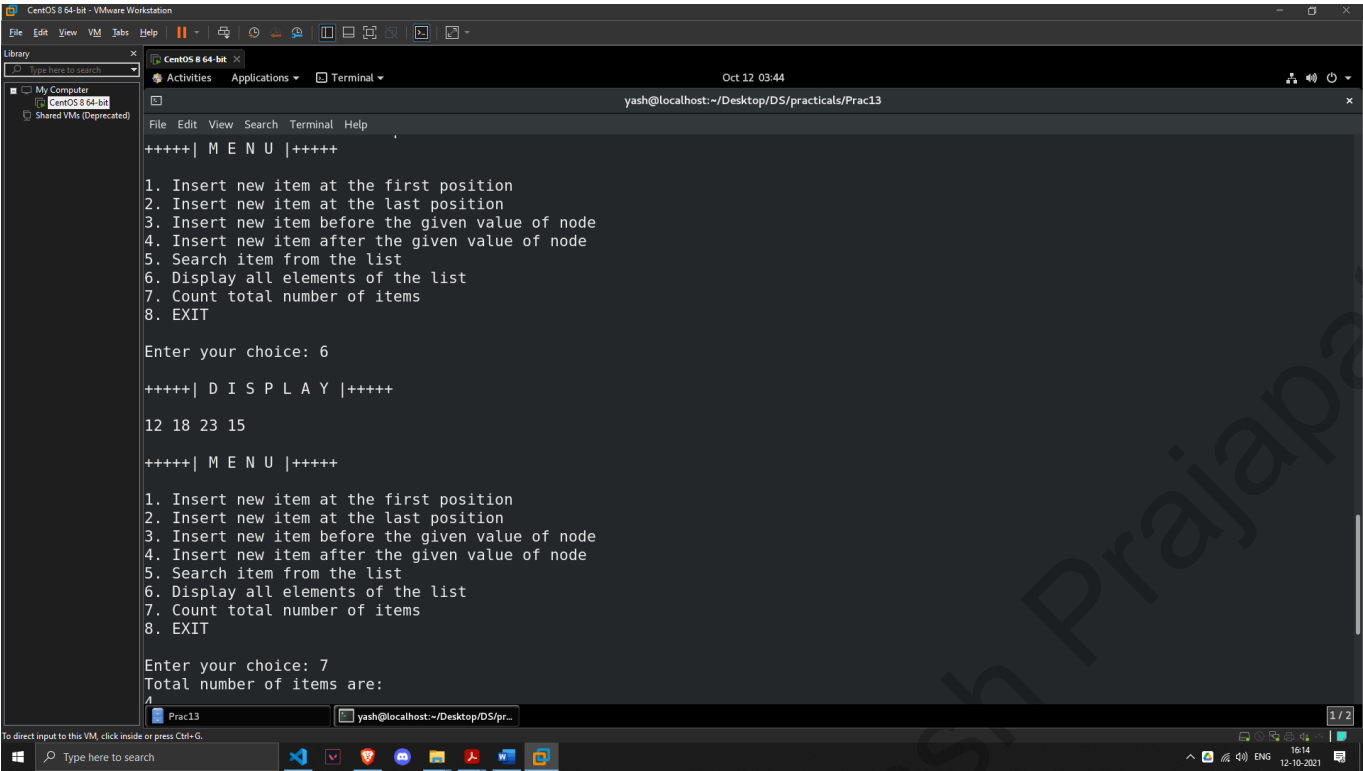 CentOS 8 64-bit - VMware Workstation
File Edit View VM Tabs Help
Library
Type here to search
My Computer
CentOS 8 64-bit
Shared VMs (Deprecated)
CentOS 8 64-bit
Activities Applications Terminal Oct 12 03:44
yash@localhost:~/Desktop/DS/practicals/Prac13
File Edit View Search Terminal Help
+++++| M E N U |+++++
1. Insert new item at the first position
2. Insert new item at the last position
3. Insert new item before the given value of node
4. Insert new item after the given value of node
5. Search item from the list
6. Display all elements of the list
7. Count total number of items
8. EXIT
Enter your choice: 6
+++++| D I S P L A Y |+++++
12 18 23 15
+++++| M E N U |+++++
1. Insert new item at the first position
2. Insert new item at the last position
3. Insert new item before the given value of node
4. Insert new item after the given value of node
5. Search item from the list
6. Display all elements of the list
7. Count total number of items
8. EXIT
Enter your choice: 7
Total number of items are:
4
Prac13 yash@localhost:~/Desktop/DS/pr... 1 / 2
To direct input to this VM, click inside or press Ctrl+G.
Type here to search
ENG
16:14
12-10-2021